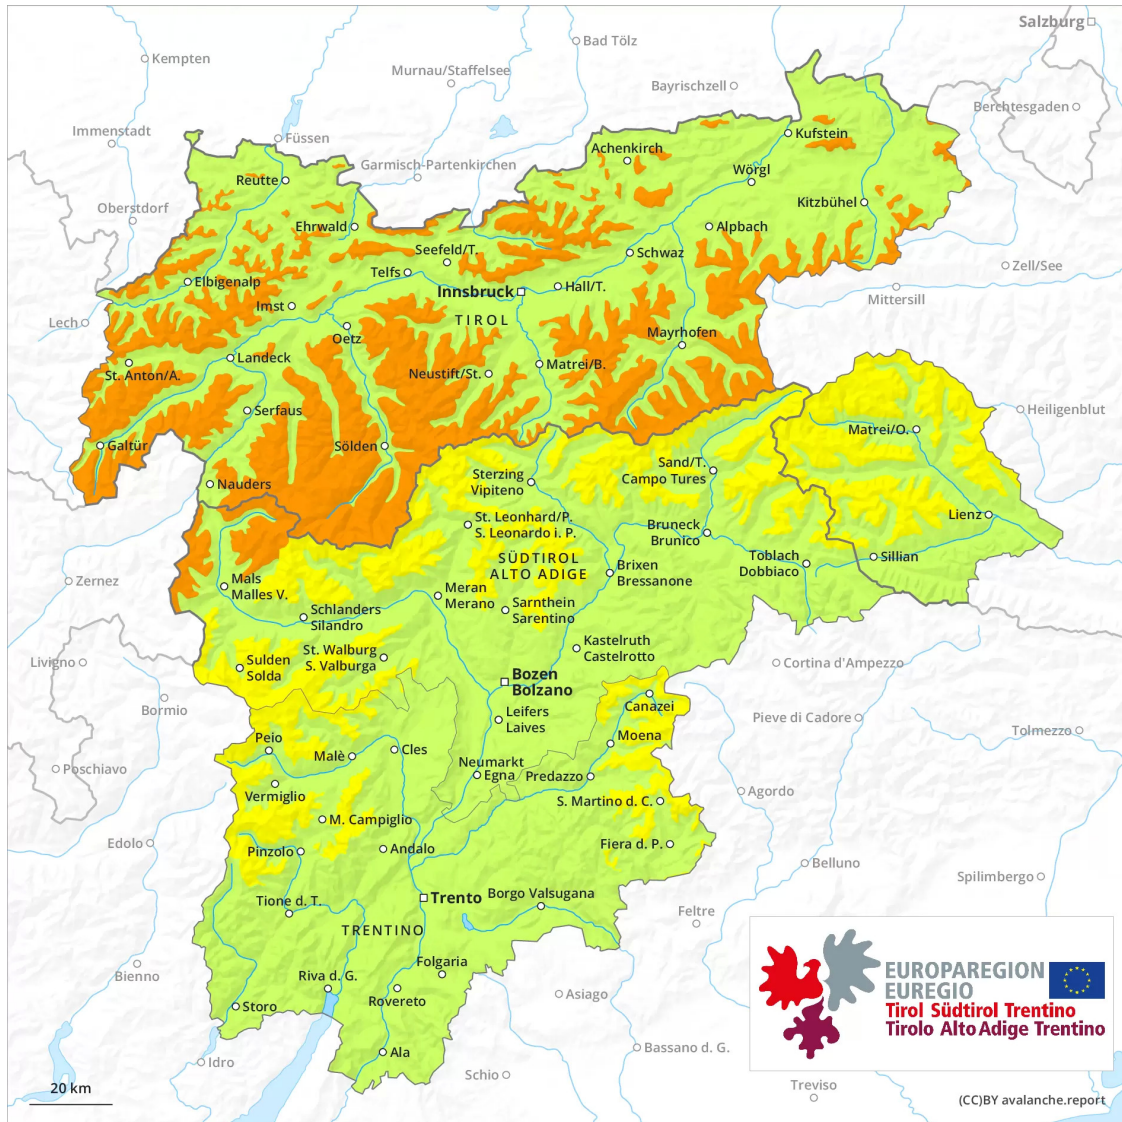 Salzburg
Bad Tölz
Kempten
Murnau/Staffelsee
Bayrischzell
Berchtesgaden
Immenstadt
Füssen
Kufstein
Achenkirch
Garmisch-Partenkirchen
Wörgl
Reutte
Oberstdorf
Kitzbühel
Ehrwald
Alpbach
Seefeld/T.
Schwaz
Zell/See
Telfs
Elbigenalp
Innsbruck
Hall/T.
Mittersill
Imst
TIROL
Lech
Oetz
Mayrhofen
Landeck
Matrei/B.
St. Anton/A.
Neustift/St.
Serfaus
Heiligenblut
Matrei/O.
Galtür
Sölden
Sand/T.
Campo Tures
Sterzing
Vipiteno
Nauders
Lienz
St. Leonhard/P.
S. Leonardo i. P.
Bruneck
Brunico
SÜDTIROL
ALTO ADIGE
Toblach
Dobbiaco
Sillian
Brixen
Bressanone
Zernez
Mals
Malles V.
Meran
Merano
Sarnthein
Sarentino
Schlanders
Silandro
Kastelruth
Castelrotto
St. Walburg
S. Valburga
Livigno
Sulden
Solda
Cortina d'Ampezzo
Bozen
Bolzano
Bormio
Canazei
Leifers
Laives
Pieve di Cadore
Tolmezzo
Peio
Moena
Cles
Malè
Neumarkt
Egna
Predazzo
Poschiavo
Vermiglio
Agordo
S. Martino d. C.
M. Campiglio
Edolo
Andalo
Fiera d. P.
Pinzolo
Belluno
Spilimbergo
Trento
Borgo Valsugana
Tione d. T.
Feltre
TRENTINO
Folgaria
Bienno
Riva d. G.
Rovereto
Asiago
Storo
EUROPAREGION
EUREGIO
Tirol Südtirol Trentino
Tirolo Alto Adige Trentino
Ala
Bassano d. G.
Idro
Schio
Treviso
20 km
(CC)BY avalanche.report